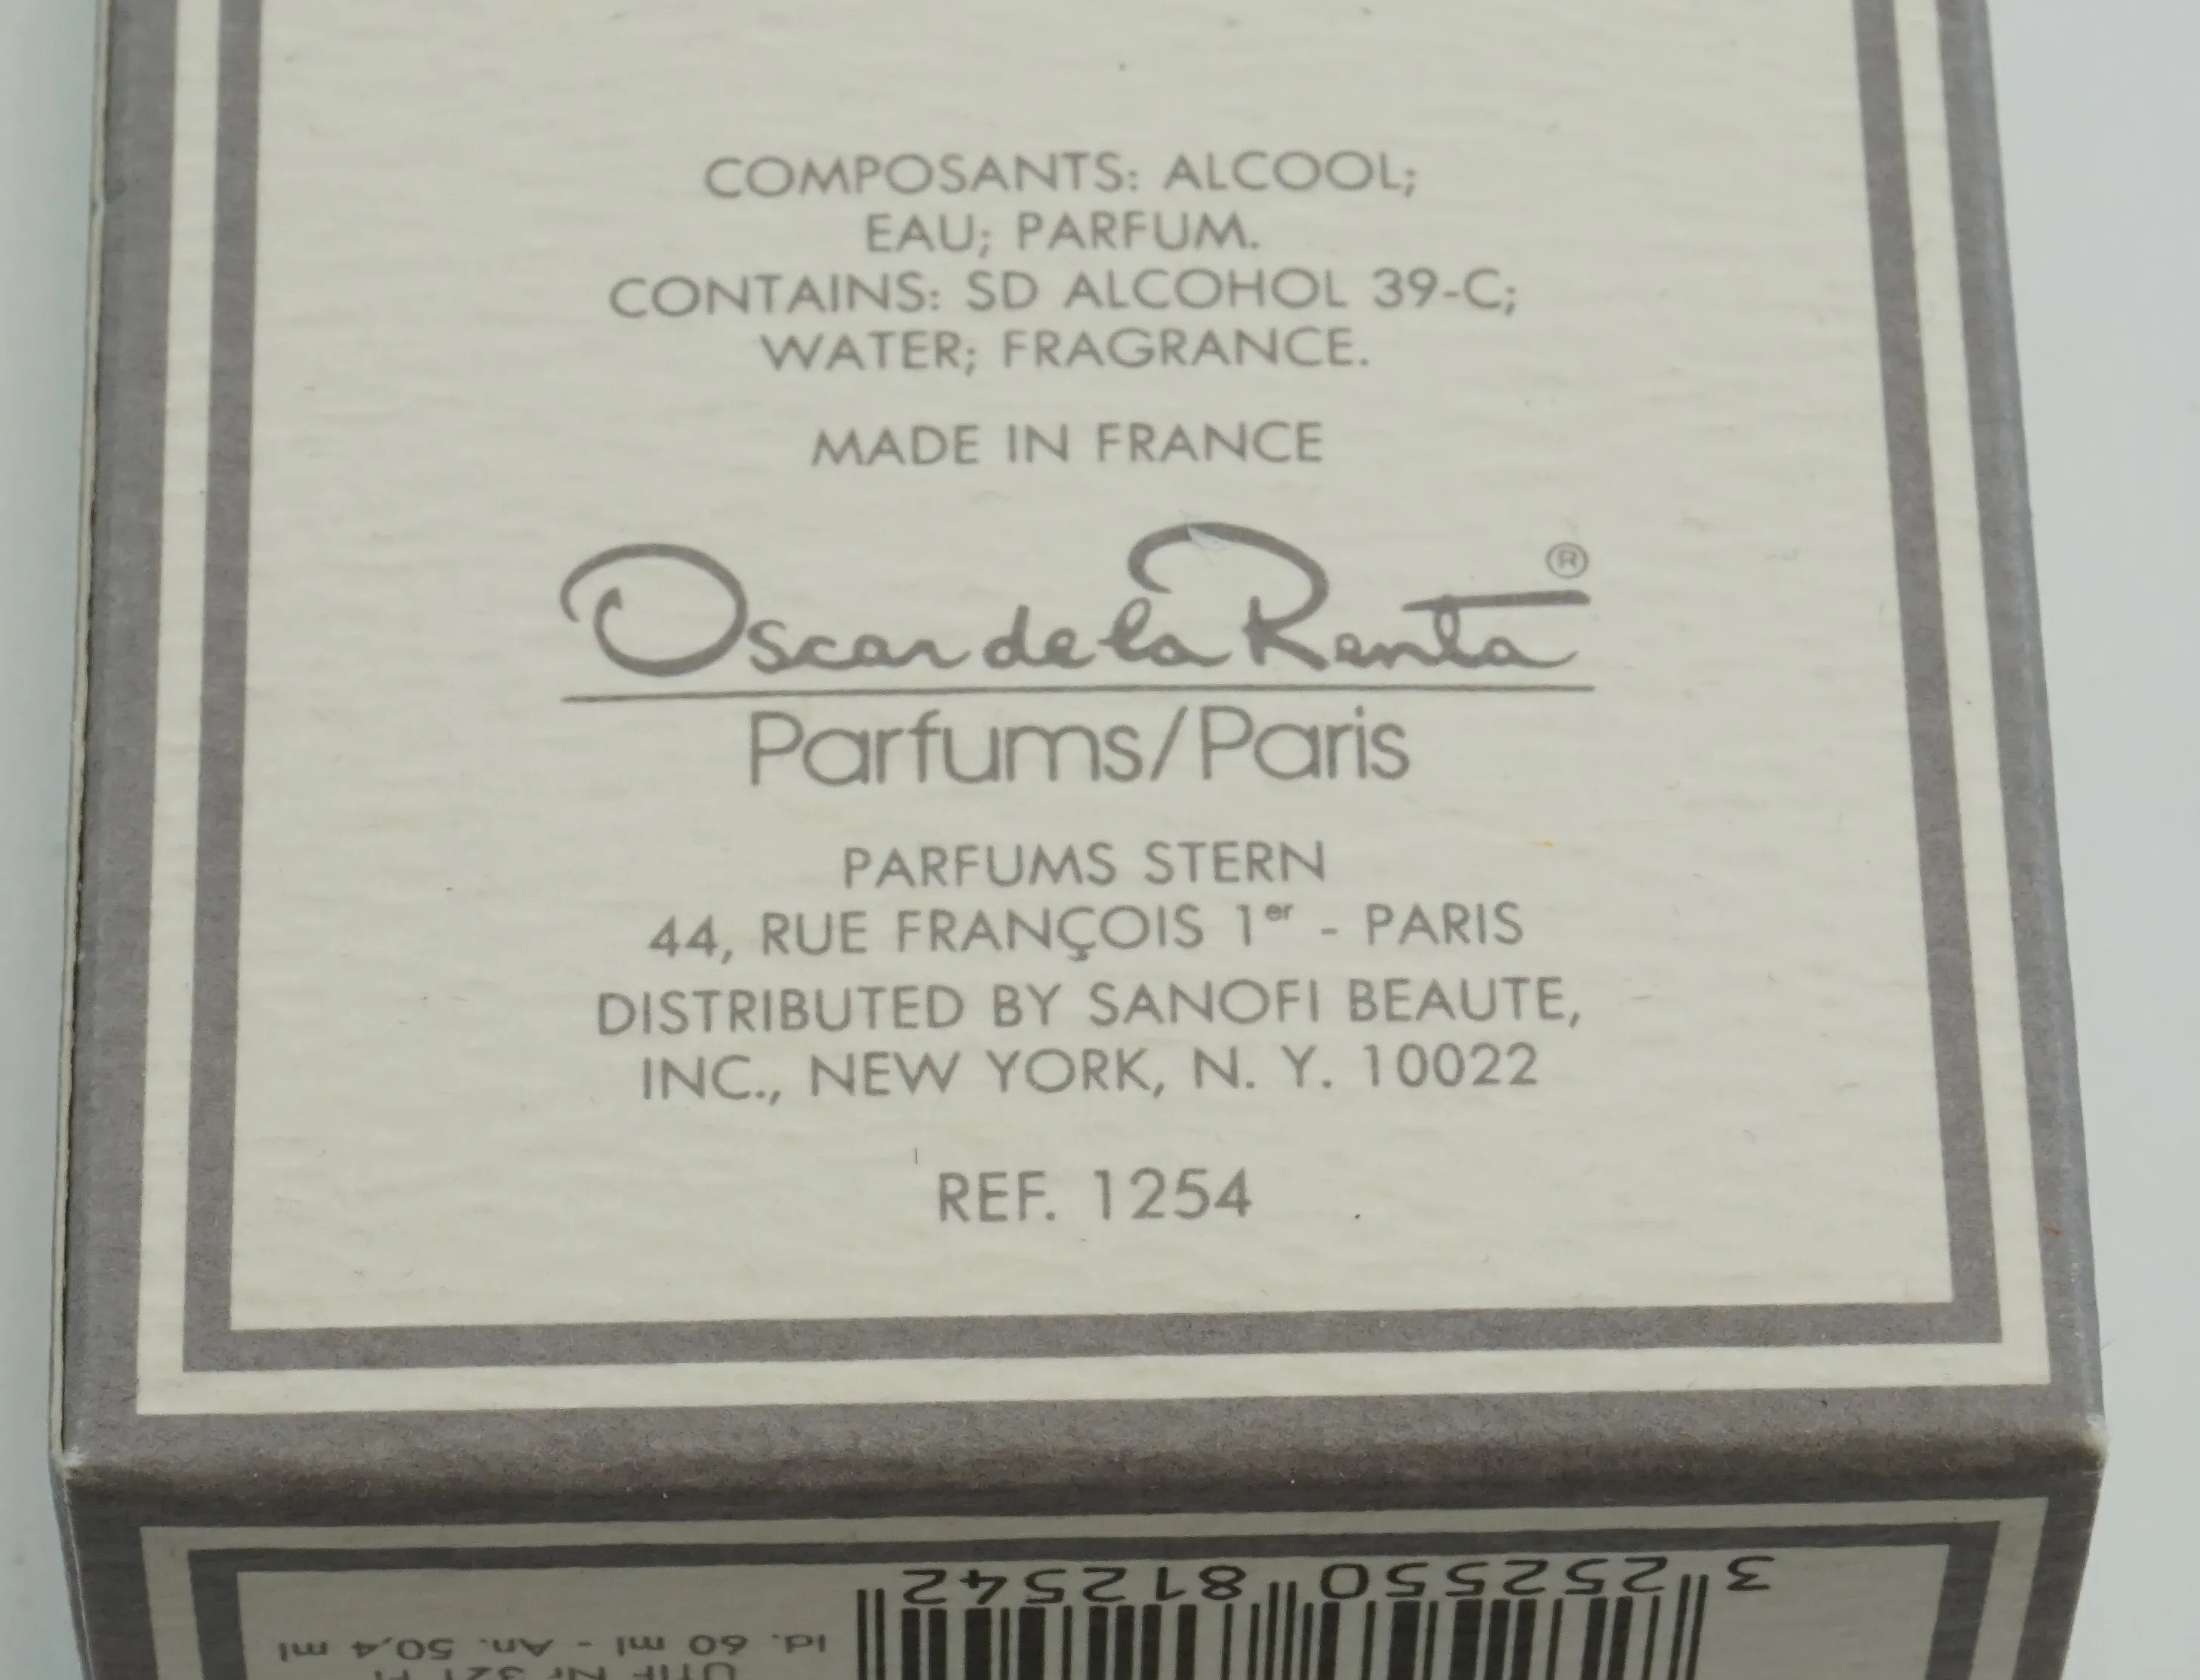 COMPOSANTS: ALCOOL;
EAU; PARFUM.
CONTAINS: SD ALCOHOL 39-C;
WATER; FRAGRANCE.
MADE IN FRANCE
Oscar de la Renta ®
Parfums/Paris
PARFUMS STERN
44, RUE FRANÇOIS 1er - PARIS
DISTRIBUTED BY SANOFI BEAUTE,
INC., NEW YORK, N. Y. 10022
REF. 1254
3 252550 812542
Id. 60 ml - An. 50,4 ml